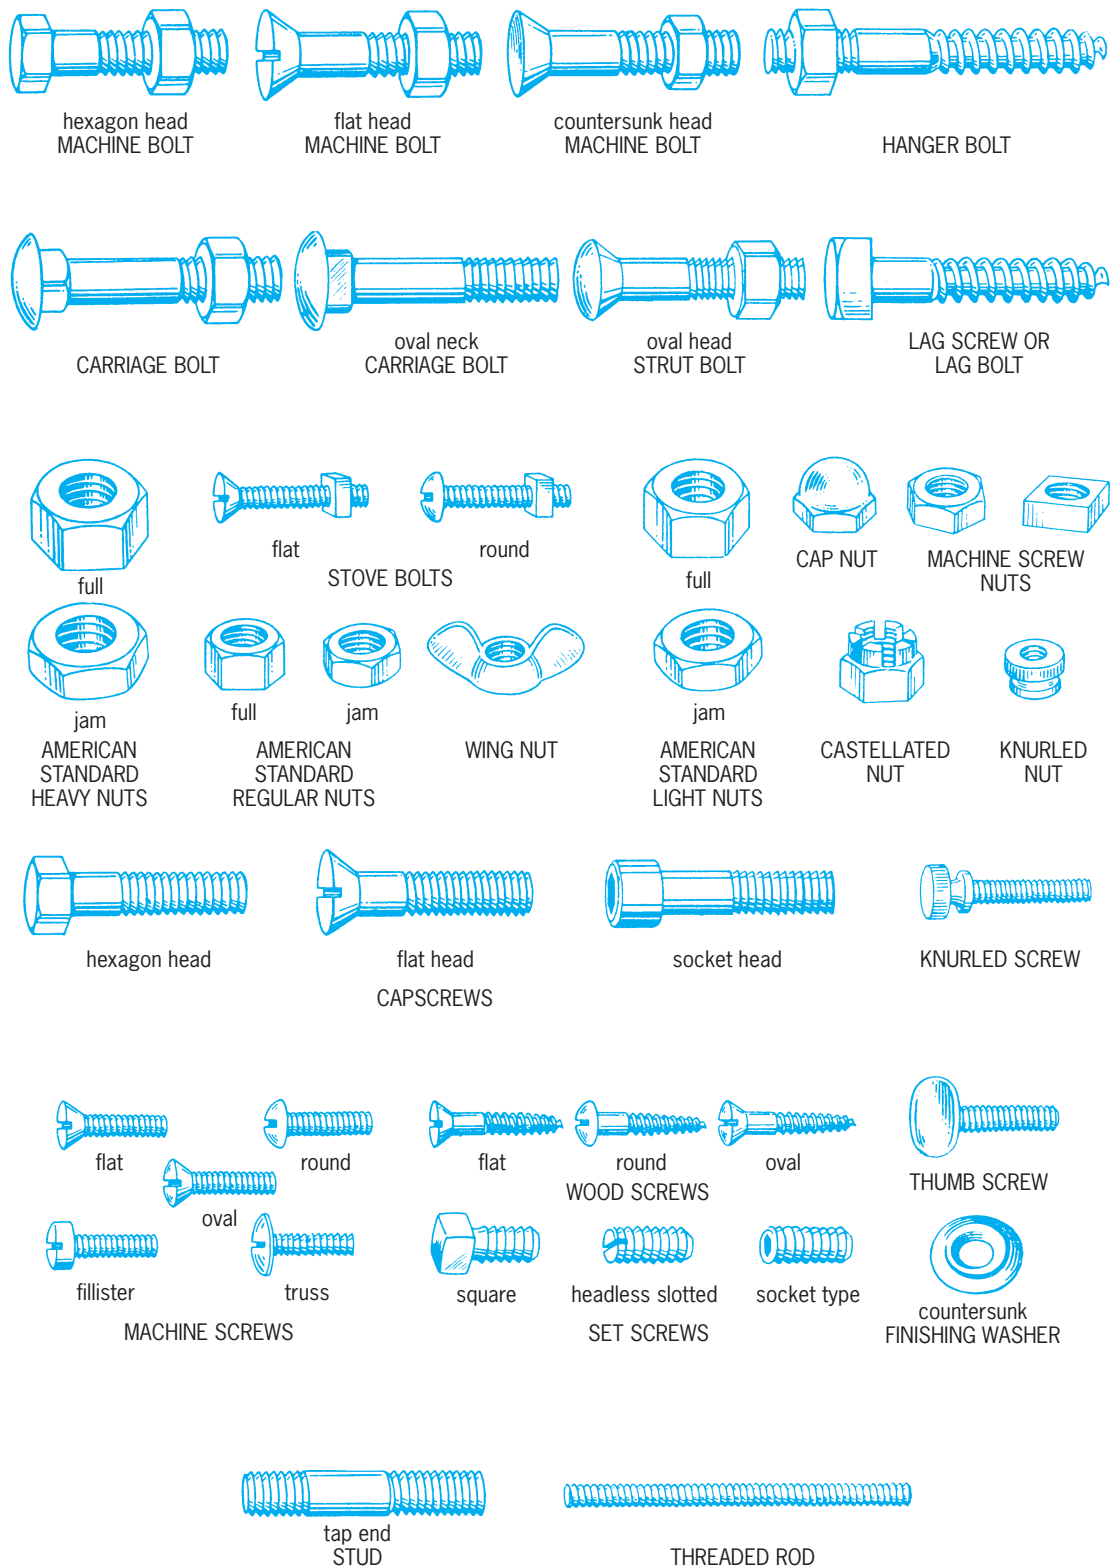 hexagon head
MACHINE BOLT
flat head
MACHINE BOLT
countersunk head
MACHINE BOLT
HANGER BOLT
CARRIAGE BOLT
oval neck
CARRIAGE BOLT
oval head
STRUT BOLT
LAG SCREW OR
LAG BOLT
full
flat
round
STOVE BOLTS
full
CAP NUT
MACHINE SCREW
NUTS
jam
AMERICAN
STANDARD
HEAVY NUTS
full
jam
AMERICAN
STANDARD
REGULAR NUTS
WING NUT
jam
AMERICAN
STANDARD
LIGHT NUTS
CASTELLATED
NUT
KNURLED
NUT
hexagon head
flat head
socket head
CAPSCREWS
KNURLED SCREW
flat
round
oval
fillister
truss
MACHINE SCREWS
flat
round
oval
WOOD SCREWS
THUMB SCREW
square
headless slotted
socket type
SET SCREWS
countersunk
FINISHING WASHER
tap end
STUD
THREADED ROD